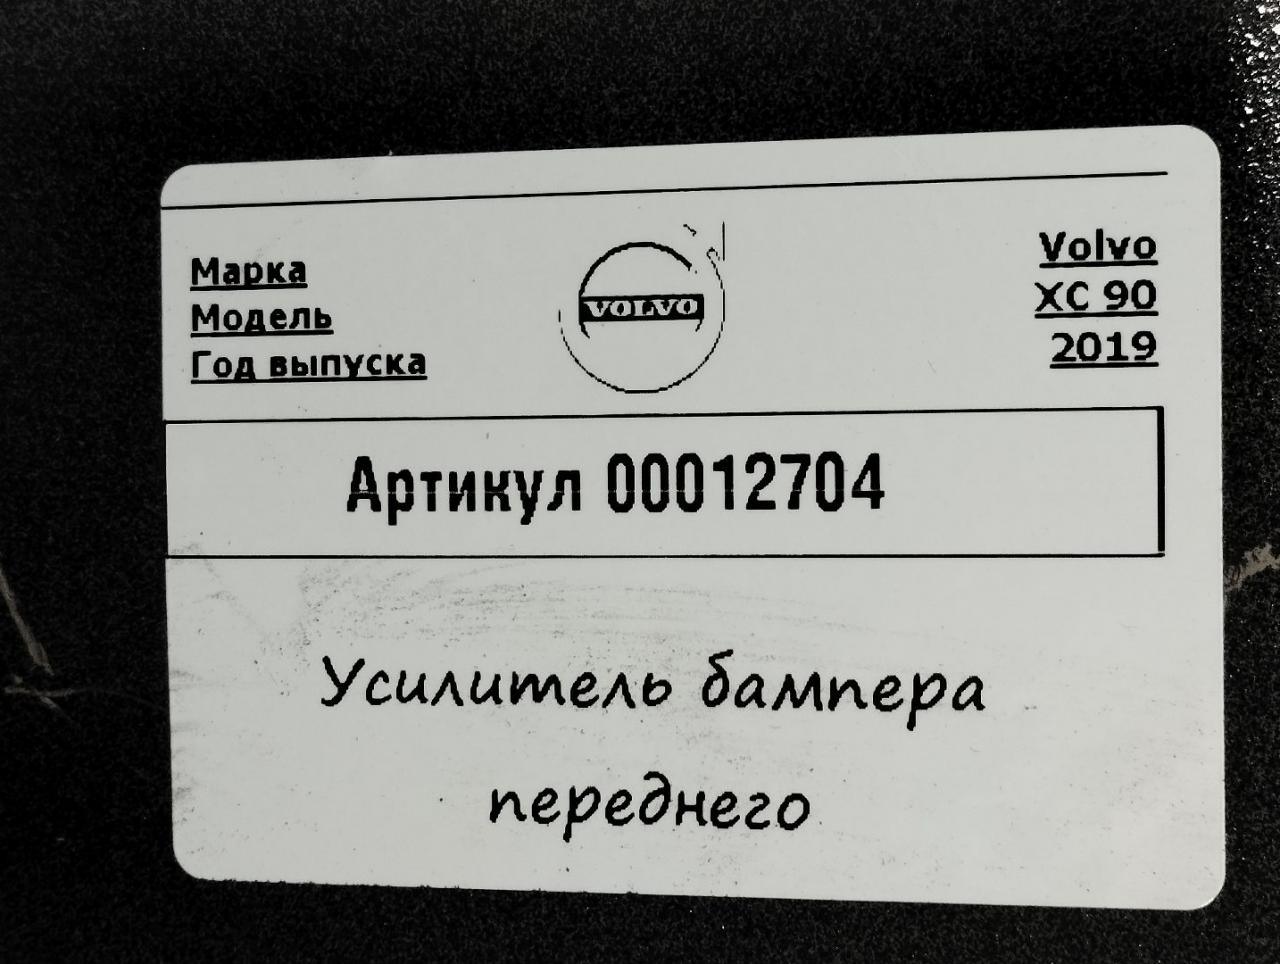 Марка
Модель
Год выпуска
VOLVO
Volvo
XC 90
2019
Артикул 00012704
Усилитель бампера
переднего